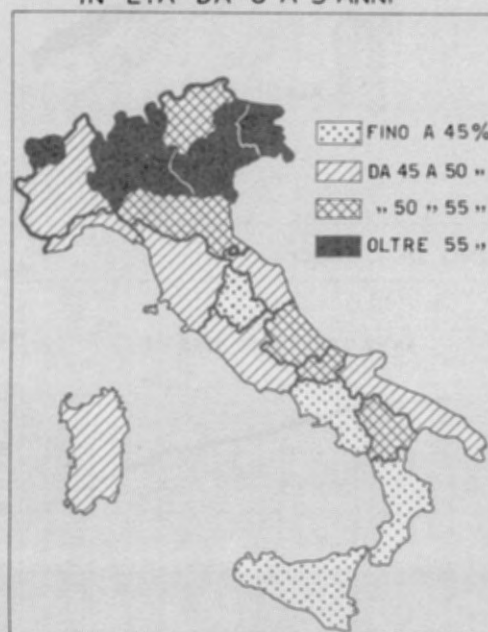 IN ETÀ DA 6 A 9 ANNI
FINO A 45%
DA 45 A 50 "
" 50 " 55 "
OLTRE 55 "